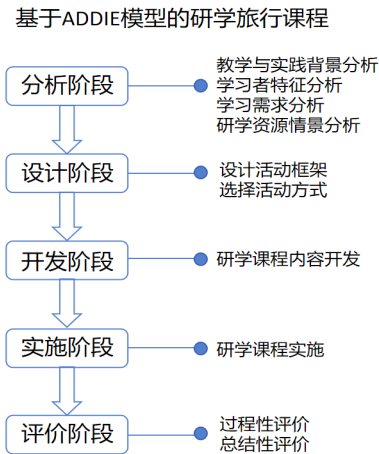 基于ADDIE模型的研学旅行课程
分析阶段
教学与实践背景分析
学习者特征分析
学习需求分析
研学资源情景分析
设计阶段
设计活动框架
选择活动方式
开发阶段
研学课程内容开发
实施阶段
研学课程实施
评价阶段
过程性评价
总结性评价